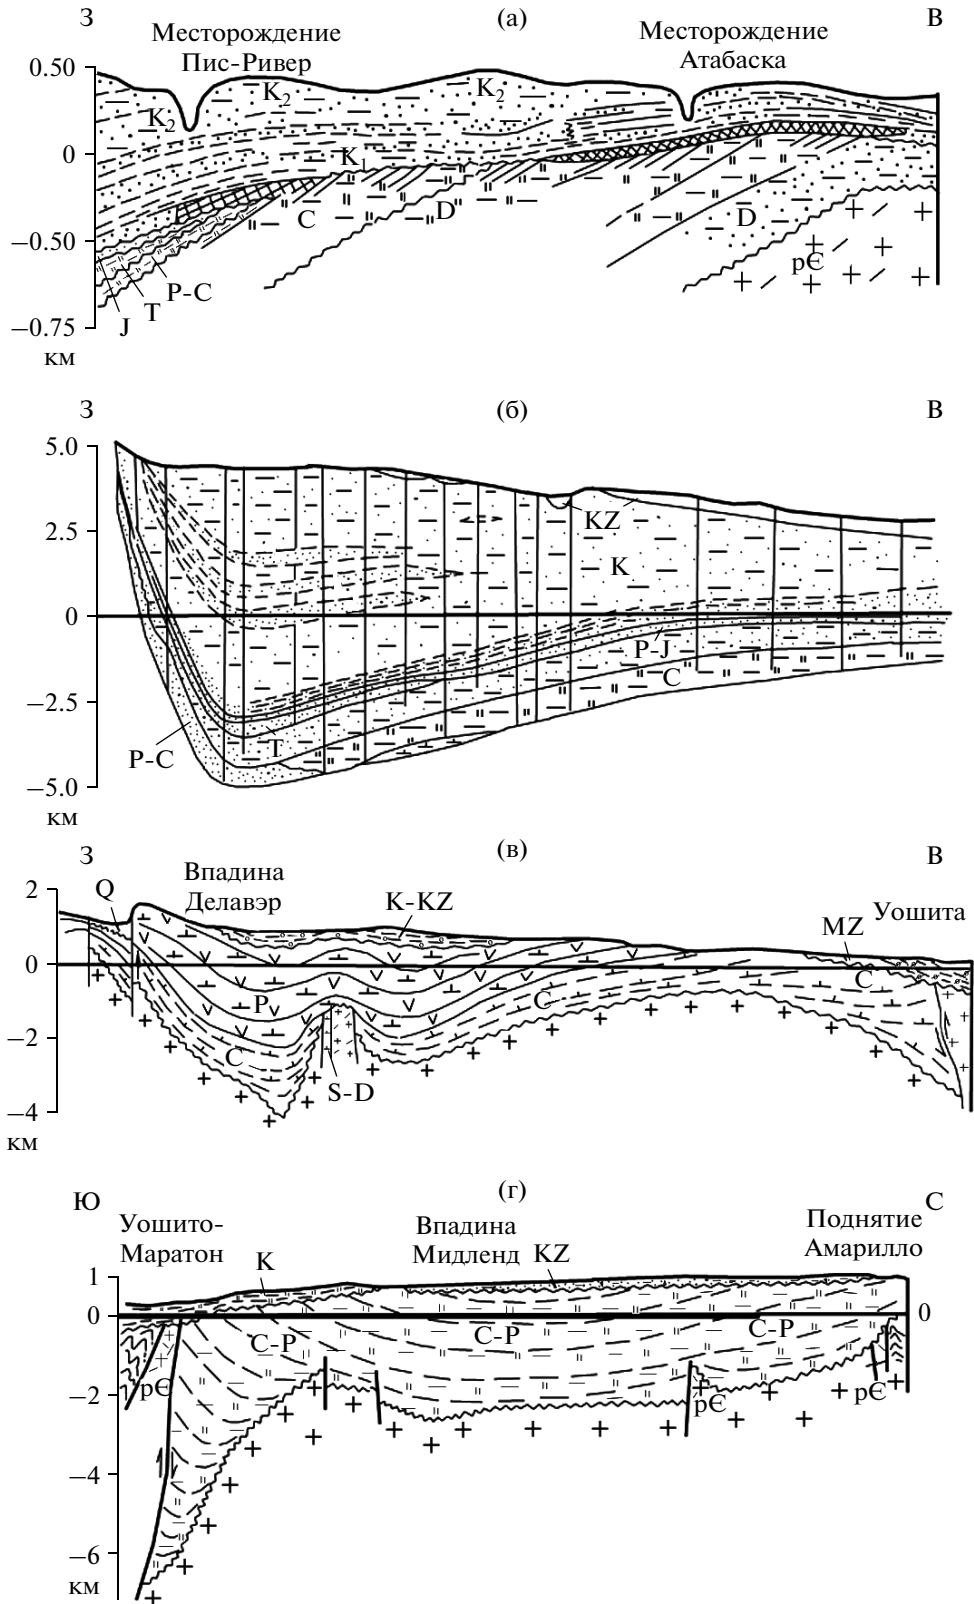 З (а) В
Месторождение
Пис-Ривер
Месторождение
Атабаска
0.50
0
−0.50
−0.75
км
K₂
K₂
K₂
K₁
C
D
D
pЄ
P-C
T
J
З (б) В
5.0
2.5
0
−2.5
−5.0
км
KZ
K
P-J
C
T
P-C
З (в) В
Впадина
Делавэр
Уошита
2
0
−2
−4
км
Q
K-KZ
MZ
P
C
C
C
S-D
Ю (г) С
Уошито-
Маратон
Впадина
Мидленд
Поднятие
Амарилло
1
0
−2
−4
−6
км
K
KZ
0
C-P
C-P
C-P
pЄ
pЄ
pЄ